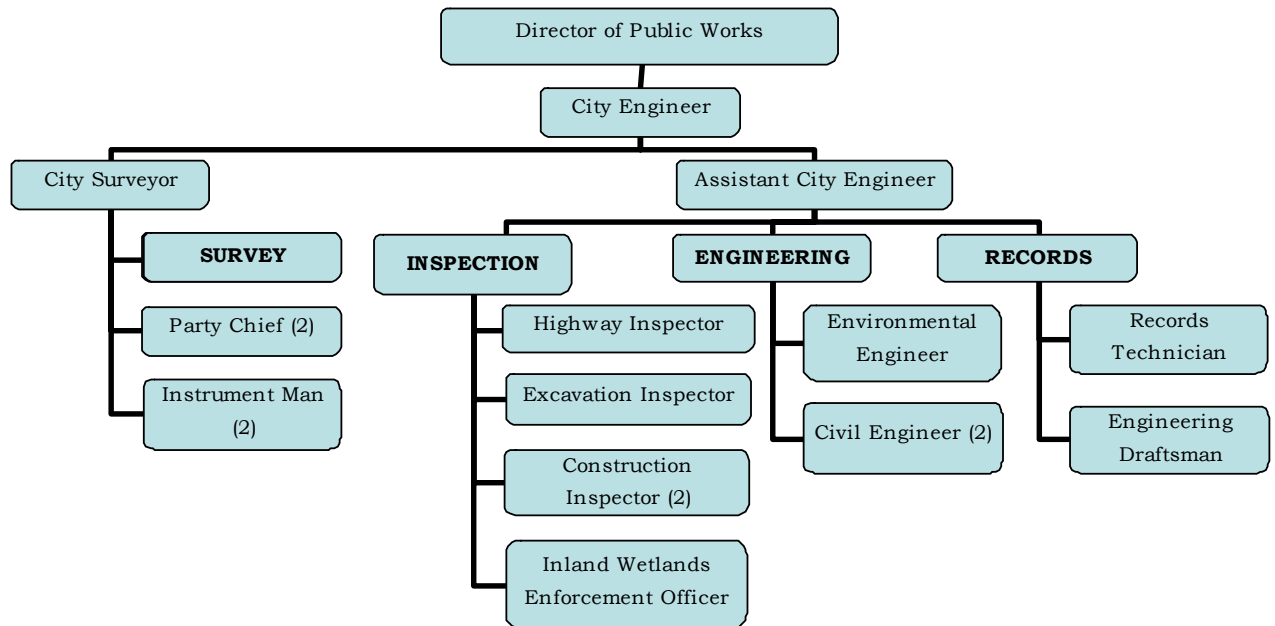 Director of Public Works
City Engineer
City Surveyor
Assistant City Engineer
SURVEY
Party Chief (2)
Instrument Man
(2)
INSPECTION
Highway Inspector
Excavation Inspector
Construction
Inspector (2)
Inland Wetlands
Enforcement Officer
ENGINEERING
Environmental
Engineer
Civil Engineer (2)
RECORDS
Records
Technician
Engineering
Draftsman